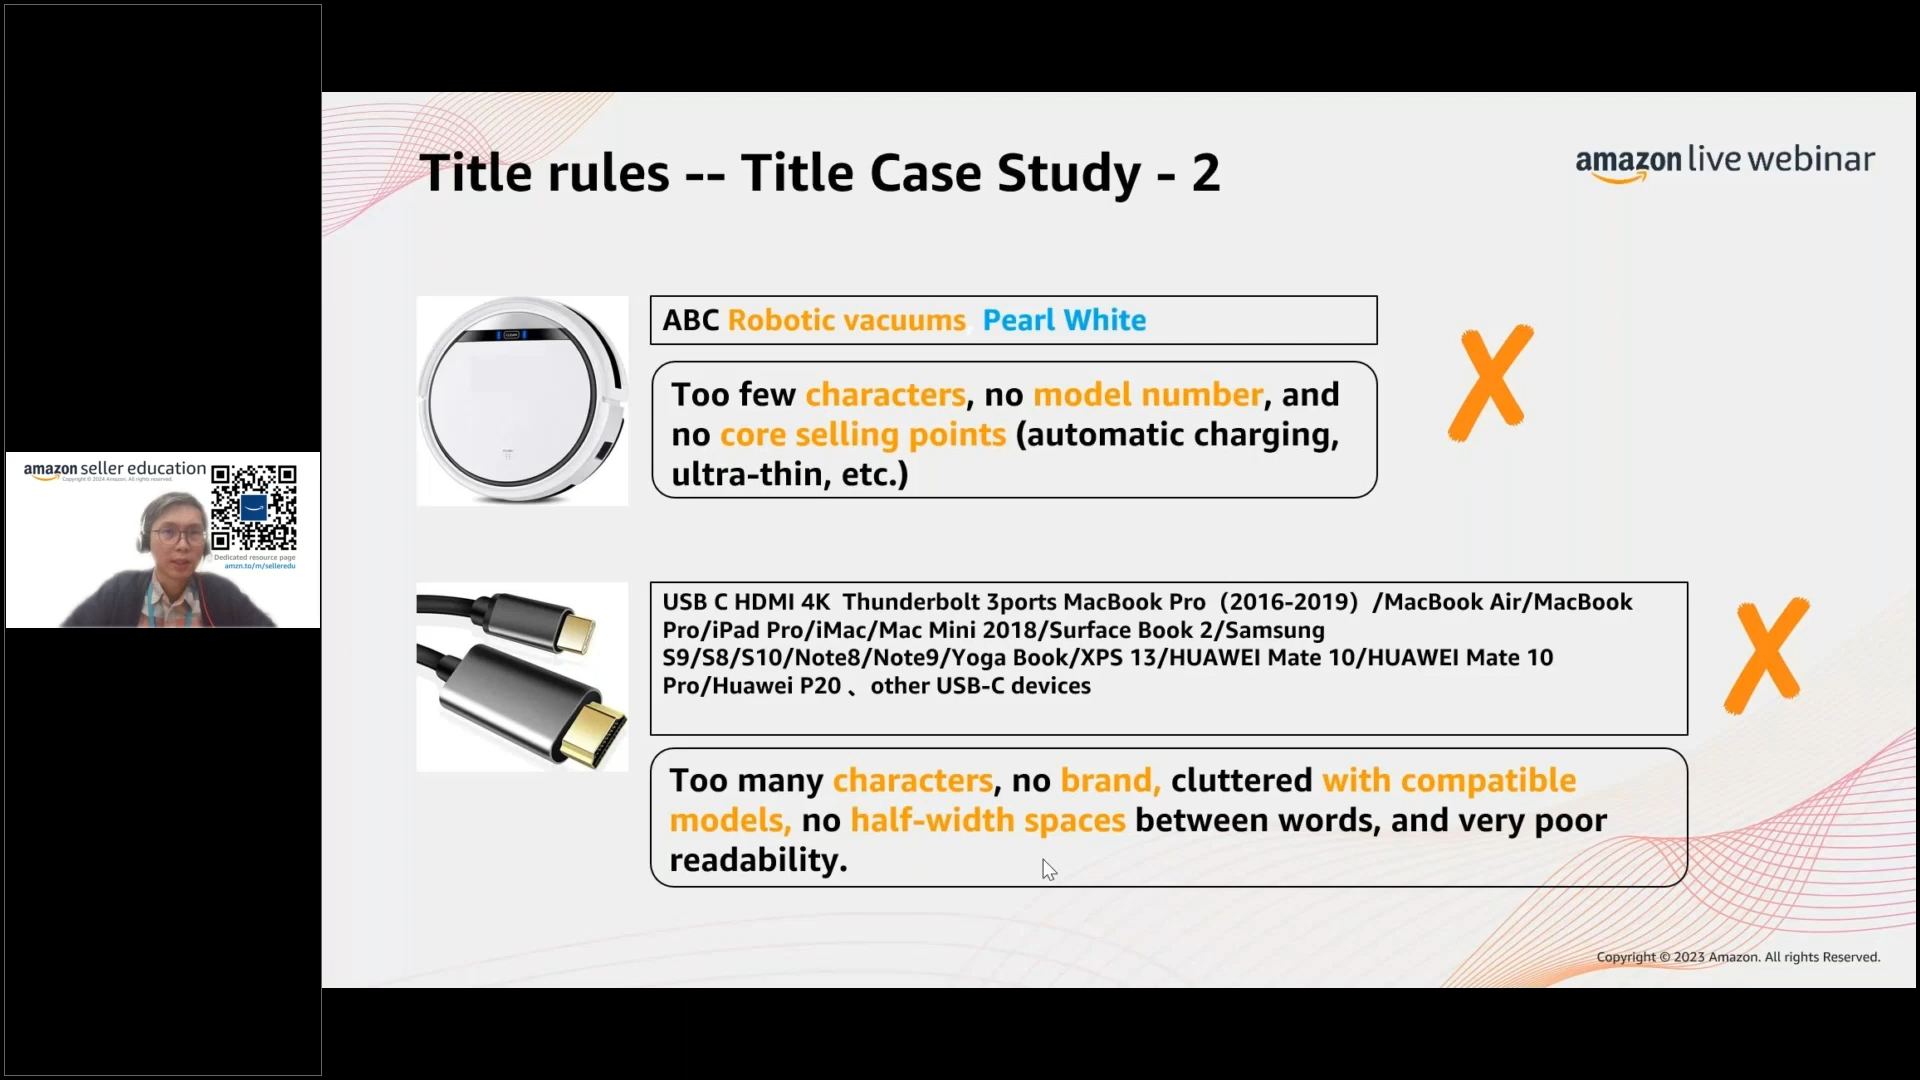 Title rules -- Title Case Study - 2
amazon live webinar
ABC Robotic vacuums, Pearl White
Too few characters, no model number, and
no core selling points (automatic charging,
ultra-thin, etc.)
amazon seller education
Copyright © 2024 Amazon. All rights reserved.
Dedicated resource page
amzn.to/m/selleredu
USB C HDMI 4K  Thunderbolt 3ports MacBook Pro（2016-2019）/MacBook Air/MacBook
Pro/iPad Pro/iMac/Mac Mini 2018/Surface Book 2/Samsung
S9/S8/S10/Note8/Note9/Yoga Book/XPS 13/HUAWEI Mate 10/HUAWEI Mate 10
Pro/Huawei P20 、other USB-C devices
Too many characters, no brand, cluttered with compatible
models, no half-width spaces between words, and very poor
readability.
Copyright © 2023 Amazon. All rights Reserved.